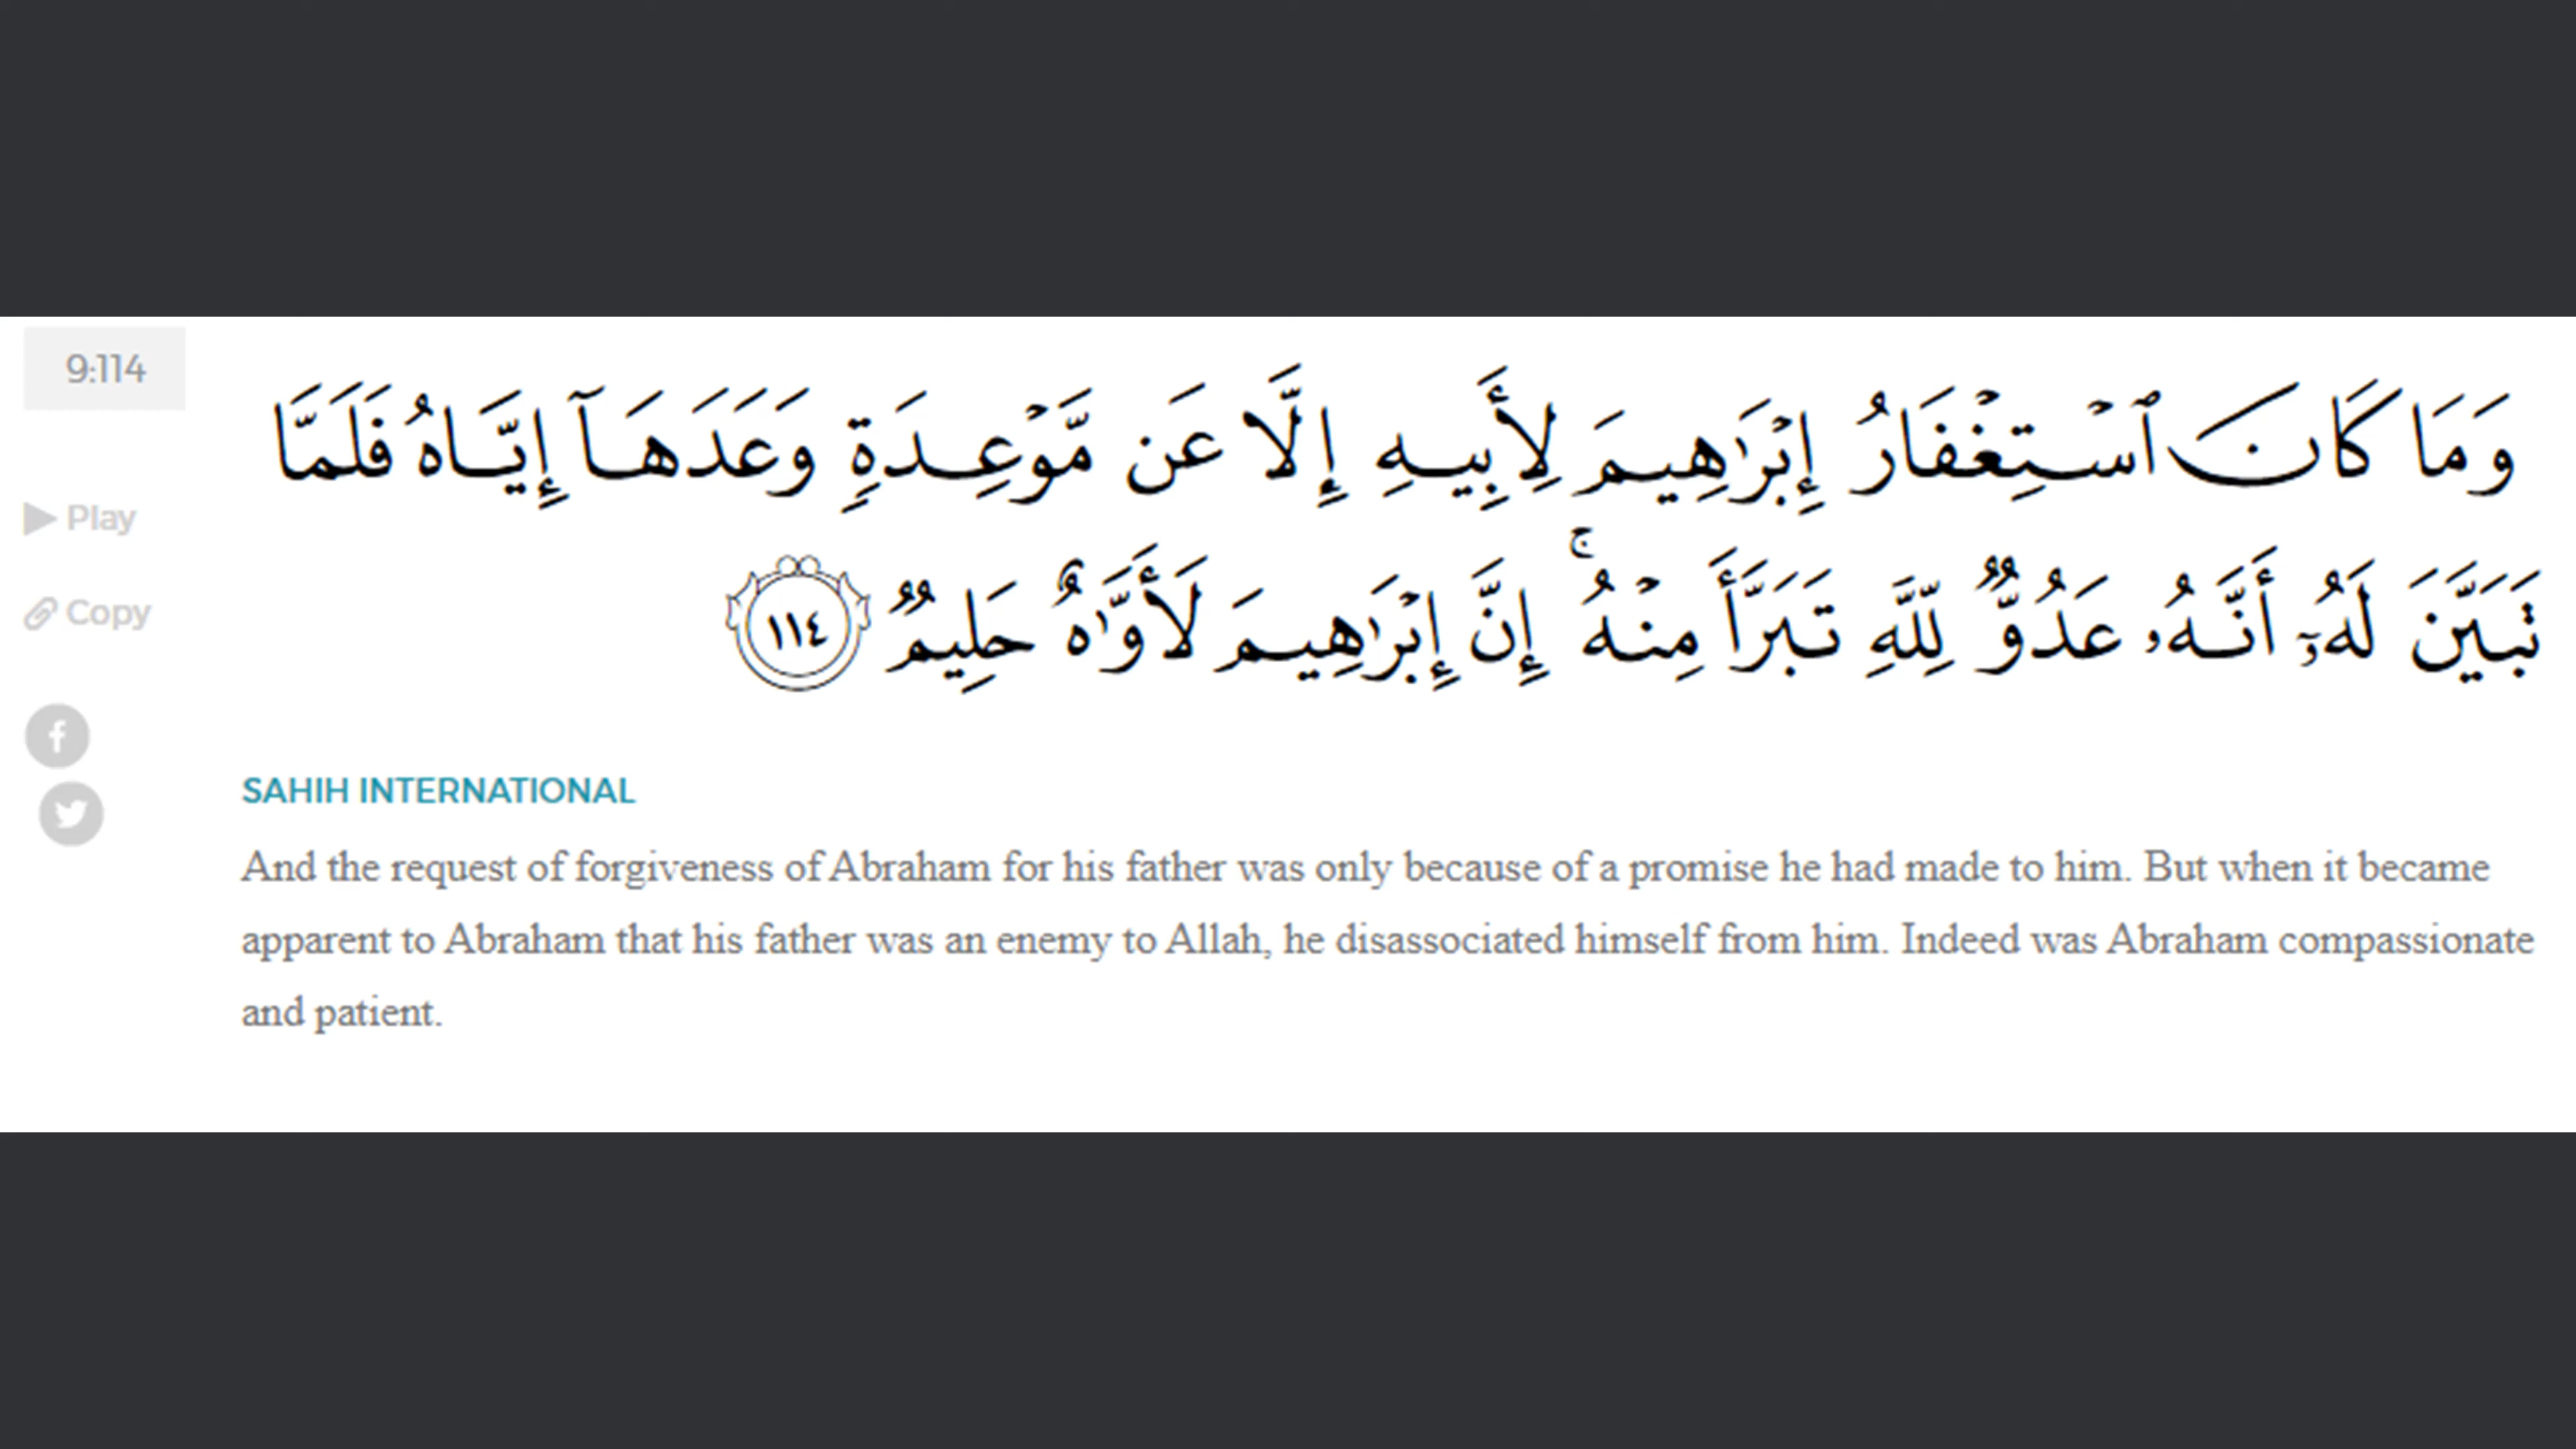 9:114
وَمَا كَانَ ٱسْتِغْفَارُ إِبْرَٰهِيمَ لِأَبِيهِ إِلَّا عَن مَّوْعِدَةٍ وَعَدَهَآ إِيَّاهُ فَلَمَّا
تَبَيَّنَ لَهُۥٓ أَنَّهُۥ عَدُوٌّ لِّلَّهِ تَبَرَّأَ مِنْهُ ۚ إِنَّ إِبْرَٰهِيمَ لَأَوَّٰهٌ حَلِيمٌ ١١٤
Play
Copy
SAHIH INTERNATIONAL
And the request of forgiveness of Abraham for his father was only because of a promise he had made to him. But when it became
apparent to Abraham that his father was an enemy to Allah, he disassociated himself from him. Indeed was Abraham compassionate
and patient.